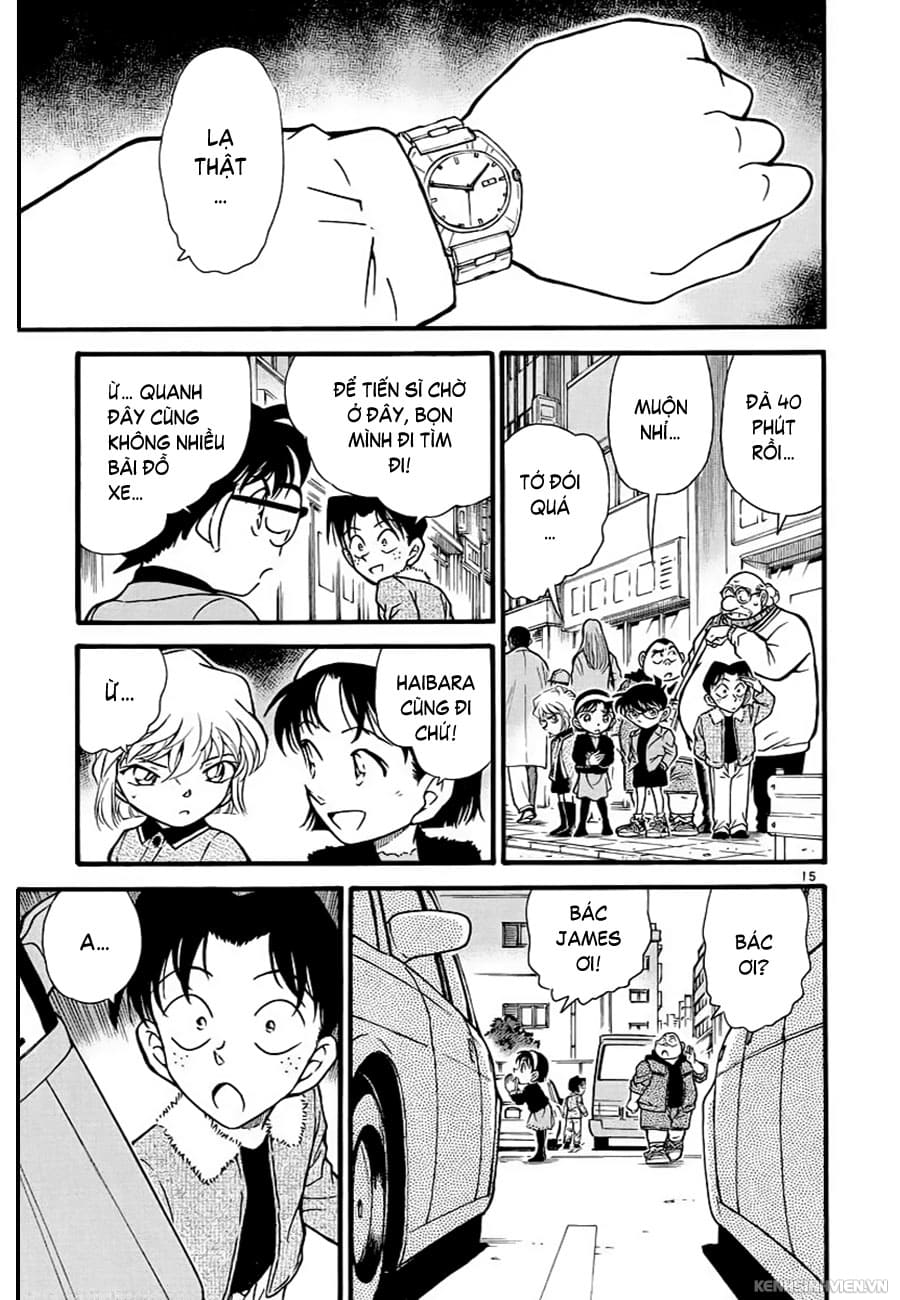 LẠ
THẬT
...
ĐÃ 40
PHÚT
RỒI...
MUỘN
NHỈ...
TỚ ĐÓI
QUÁ
...
ĐỂ TIẾN SĨ CHỜ
Ở ĐÂY, BỌN
MÌNH ĐI TÌM
ĐI!
Ừ... QUANH
ĐÂY CŨNG
KHÔNG NHIỀU
BÃI ĐỖ
XE...
HAIBARA
CŨNG ĐI
CHỨ!
Ừ...
15
BÁC
ƠI?
BÁC
JAMES
ƠI!
A...
KENHSINHVIEN.VN